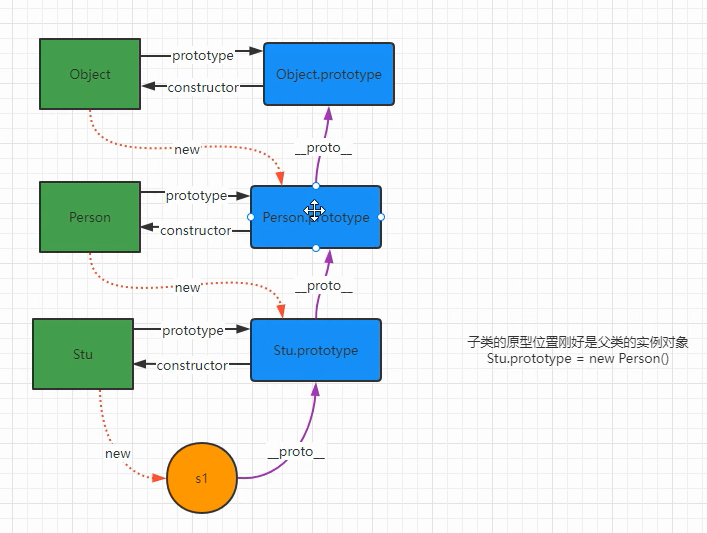 Object
prototype
constructor
Object.prototype
new
__proto__
Person
prototype
constructor
Person.prototype
new
__proto__
Stu
prototype
constructor
Stu.prototype
子类的原型位置刚好是父类的实例对象
Stu.prototype = new Person()
new
s1
__proto__